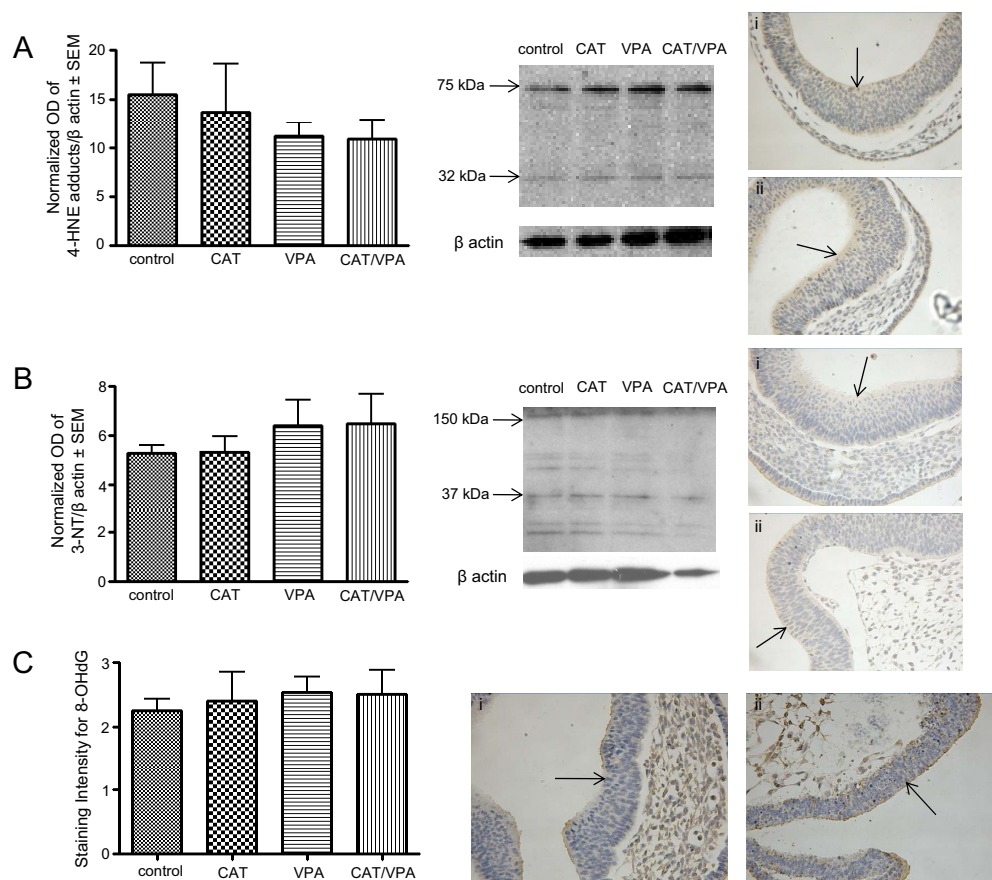 A
Normalized OD of
4-HNE adducts/β actin ± SEM
20
15
10
5
0
control CAT VPA CAT/VPA
control CAT VPA CAT/VPA
75 kDa
32 kDa
β actin
i
ii
B
Normalized OD of
3-NT/β actin ± SEM
8
6
4
2
0
control CAT VPA CAT/VPA
control CAT VPA CAT/VPA
150 kDa
37 kDa
β actin
i
ii
C
Staining Intensity for 8-OHdG
3
2
1
0
control CAT VPA CAT/VPA
i
ii